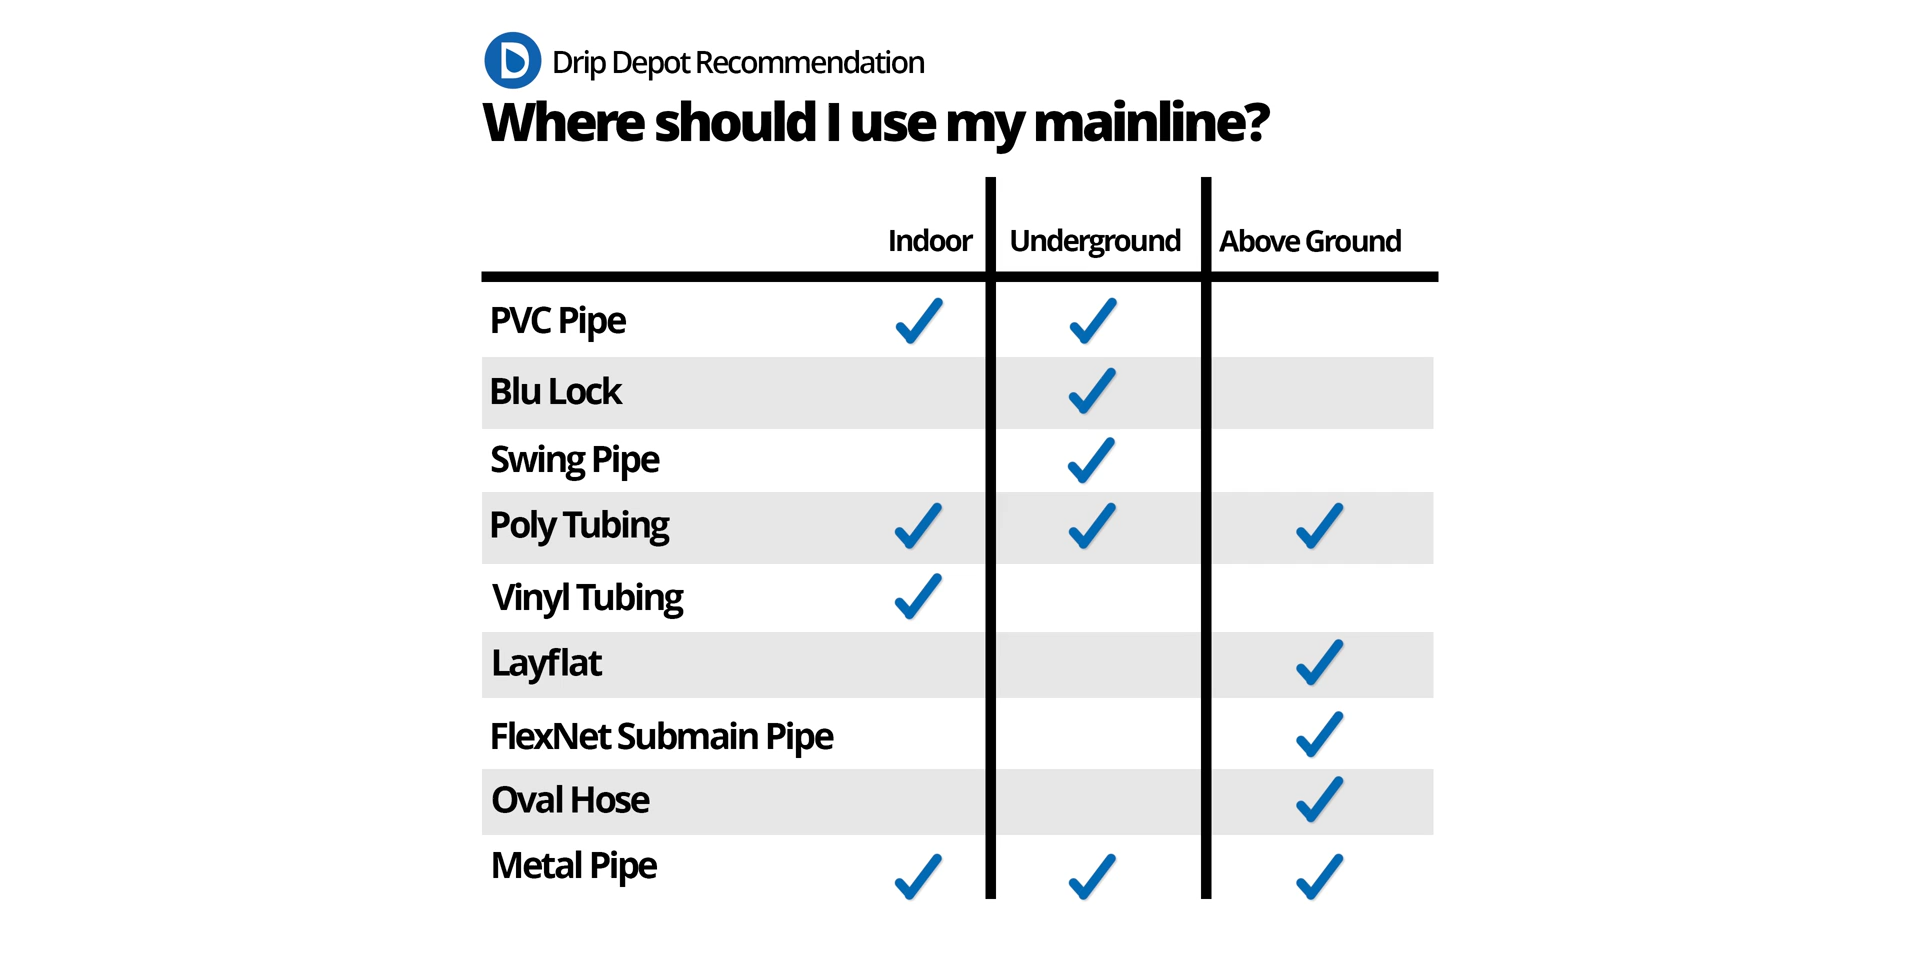 Drip Depot Recommendation
Where should I use my mainline?
Indoor Underground Above Ground
PVC Pipe ✓ ✓
Blu Lock ✓
Swing Pipe ✓
Poly Tubing ✓ ✓ ✓
Vinyl Tubing ✓
Layflat ✓
FlexNet Submain Pipe ✓
Oval Hose ✓
Metal Pipe ✓ ✓ ✓